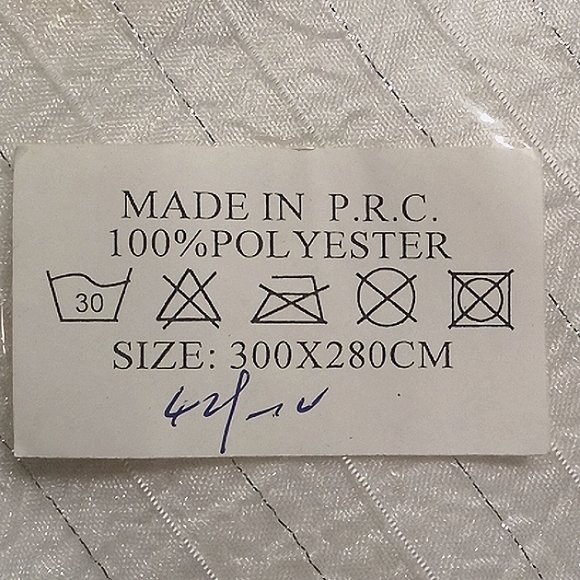 MADE IN P.R.C.
100%POLYESTER
30
SIZE: 300X280CM